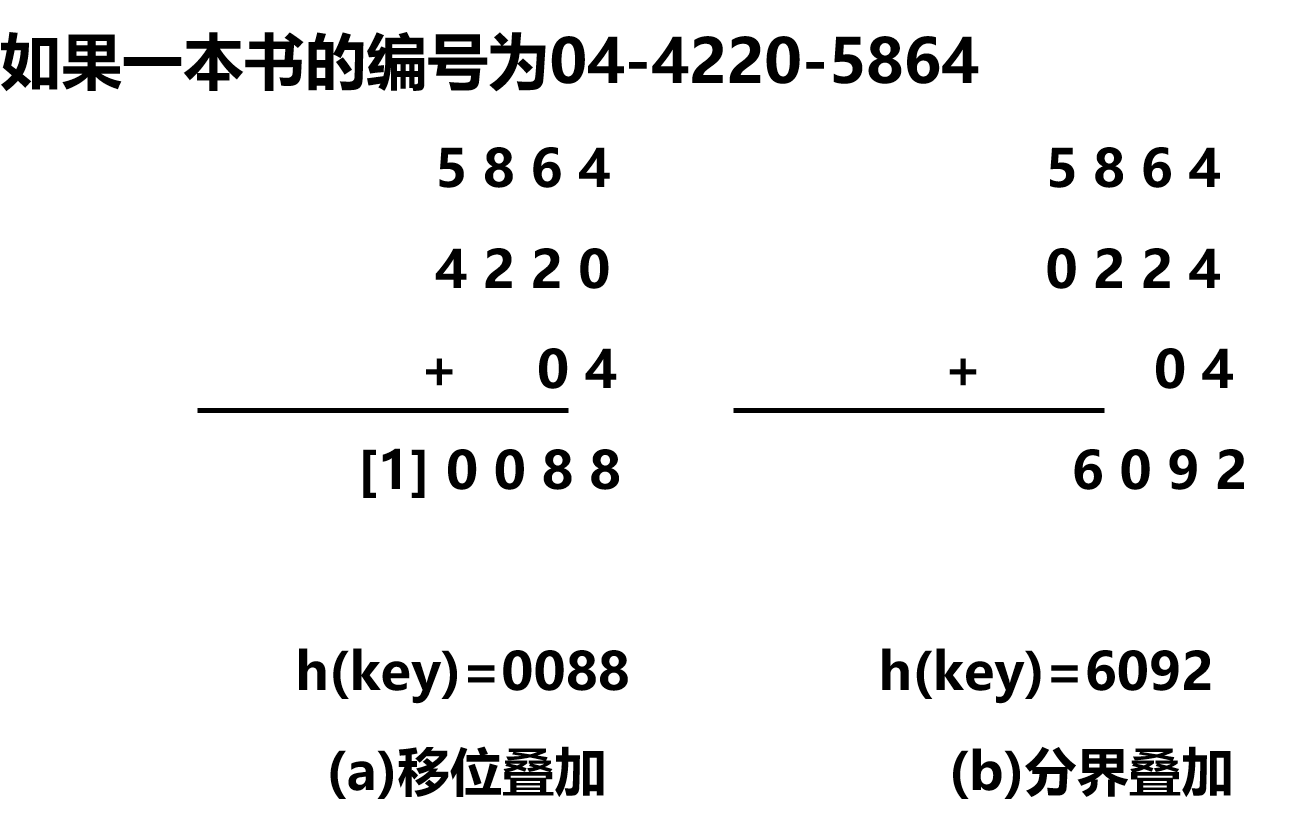 如果一本书的编号为04-4220-5864
5 8 6 4 5 8 6 4
4 2 2 0 0 2 2 4
+ 0 4 + 0 4
[1] 0 0 8 8 6 0 9 2
h(key)=0088 h(key)=6092
(a)移位叠加 (b)分界叠加